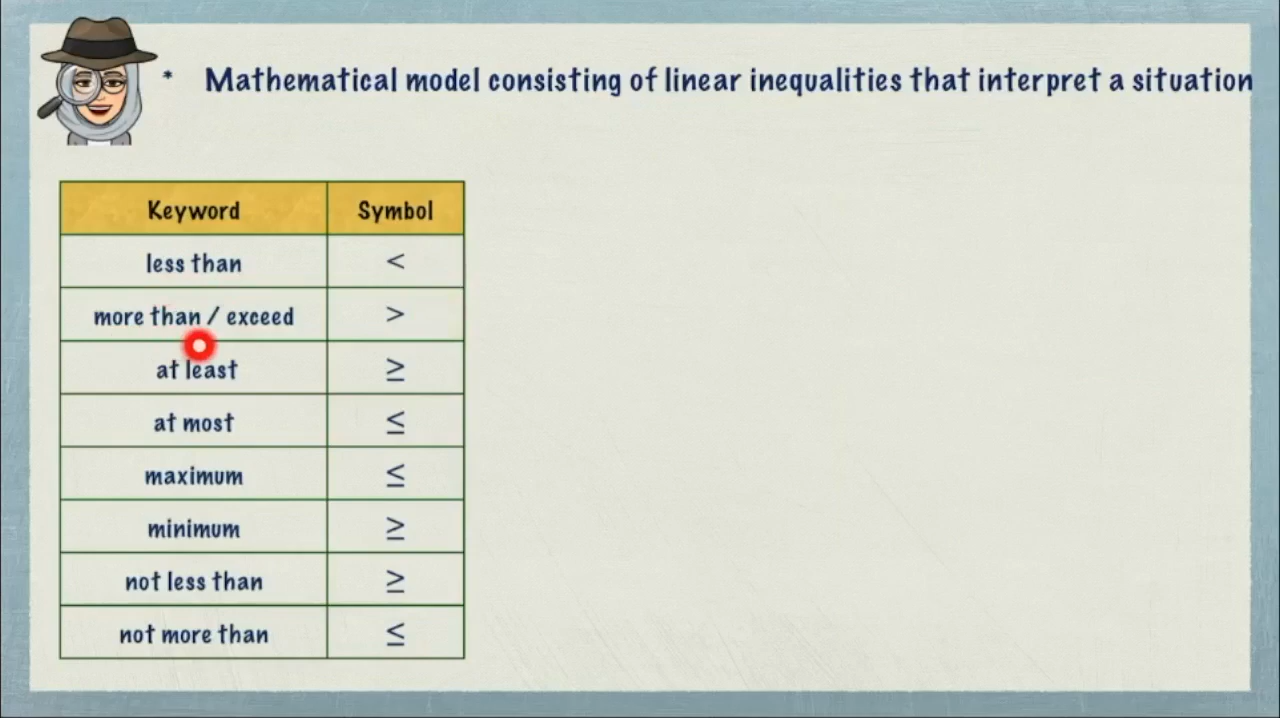 * Mathematical model consisting of linear inequalities that interpret a situation
Keyword Symbol
less than <
more than / exceed >
at least ≥
at most ≤
maximum ≤
minimum ≥
not less than ≥
not more than ≤